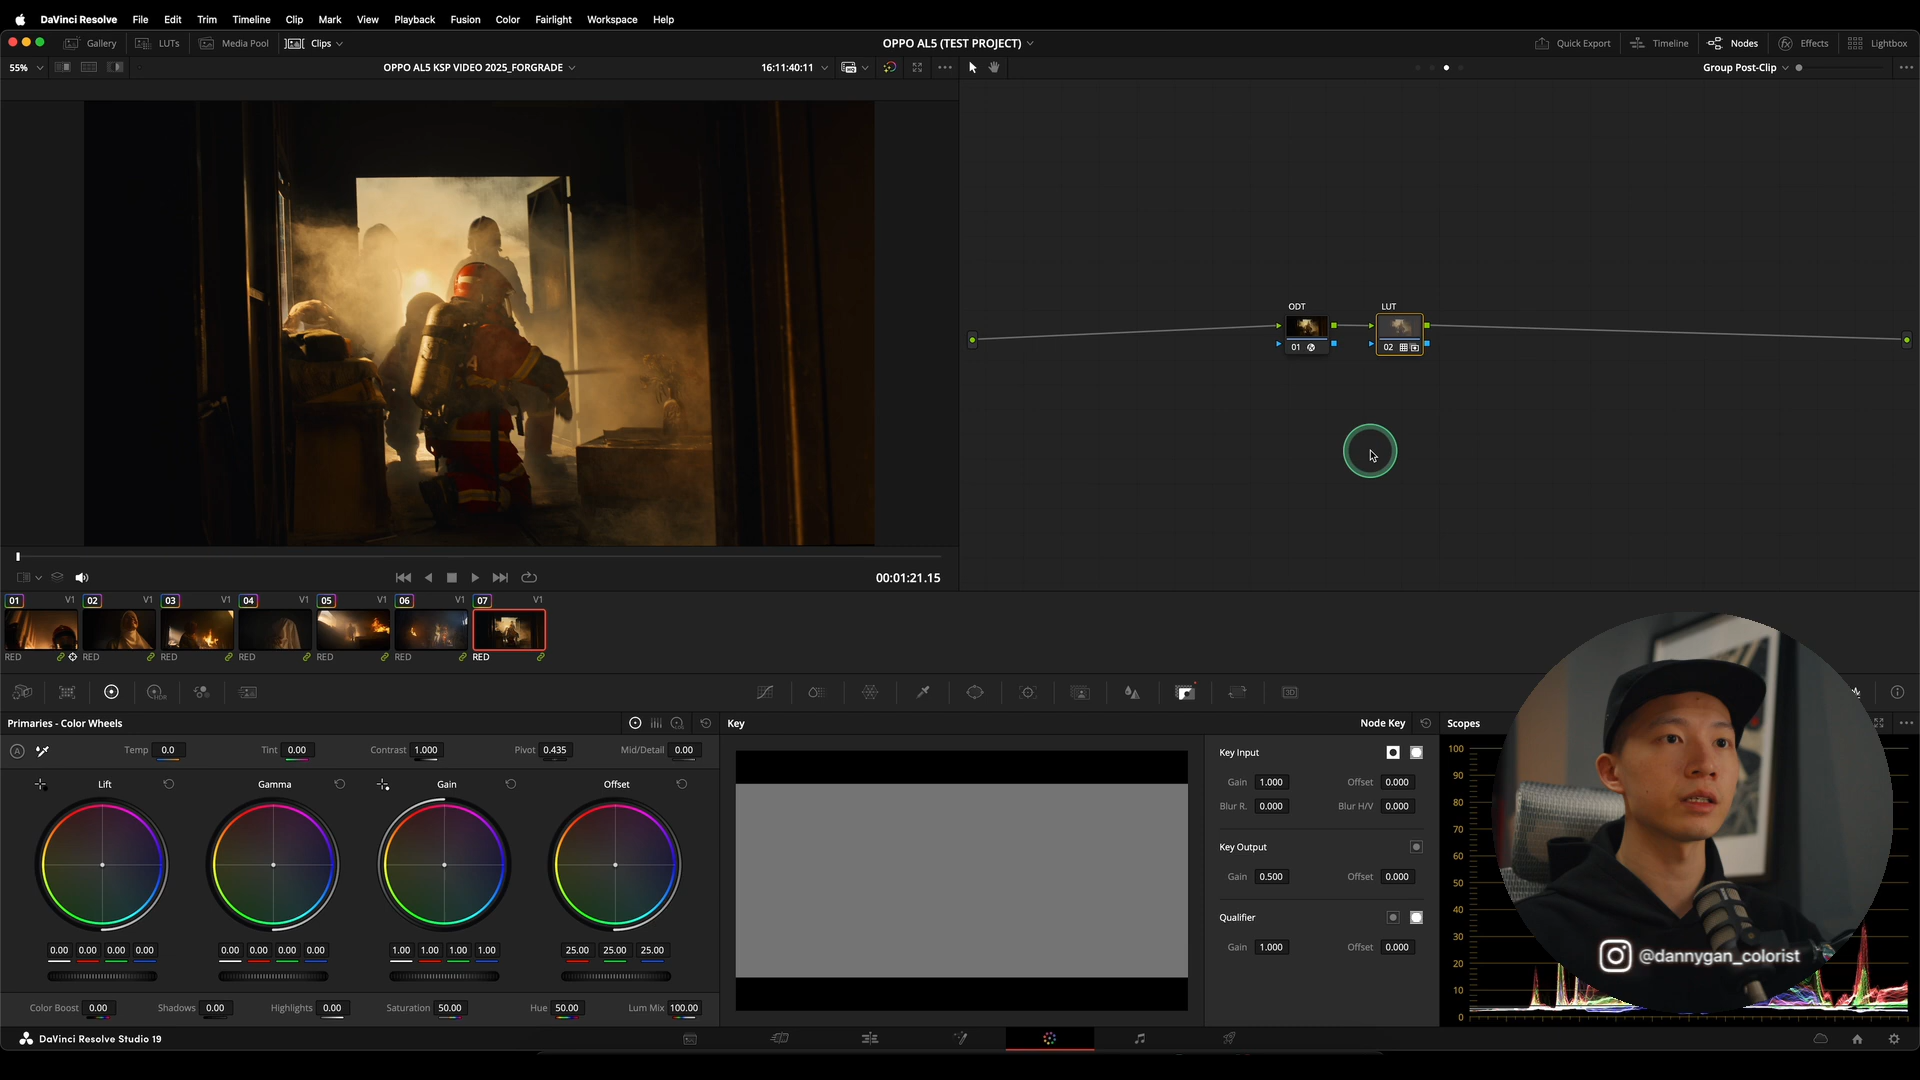 DaVinci Resolve File Edit Trim Timeline Clip Mark View Playback Fusion Color Fairlight Workspace Help
Gallery LUTs Media Pool Clips OPPO AL5 (TEST PROJECT) Quick Export Timeline Nodes Effects Lightbox
55% OPPO AL5 KSP VIDEO 2025_FORGRADE 16:11:40:11 Group Post-Clip
ODT LUT
01 02
00:01:21.15
01 V1 02 V1 03 V1 04 V1 05 V1 06 V1 07 V1
RED RED RED RED RED RED RED
Primaries - Color Wheels Key Node Key Scopes
Temp 0.0 Tint 0.00 Contrast 1.000 Pivot 0.435 Mid/Detail 0.00
Lift Gamma Gain Offset
0.00 0.00 0.00 0.00 0.00 0.00 0.00 0.00 1.00 1.00 1.00 1.00 25.00 25.00 25.00
Color Boost 0.00 Shadows 0.00 Highlights 0.00 Saturation 50.00 Hue 50.00 Lum Mix 100.00
Key Input
Gain 1.000 Offset 0.000
Blur R. 0.000 Blur H/V 0.000
Key Output
Gain 0.500 Offset 0.000
Qualifier
Gain 1.000 Offset 0.000
100
90
80
70
60
50
40
30
20
10
0
@dannygan_colorist
DaVinci Resolve Studio 19